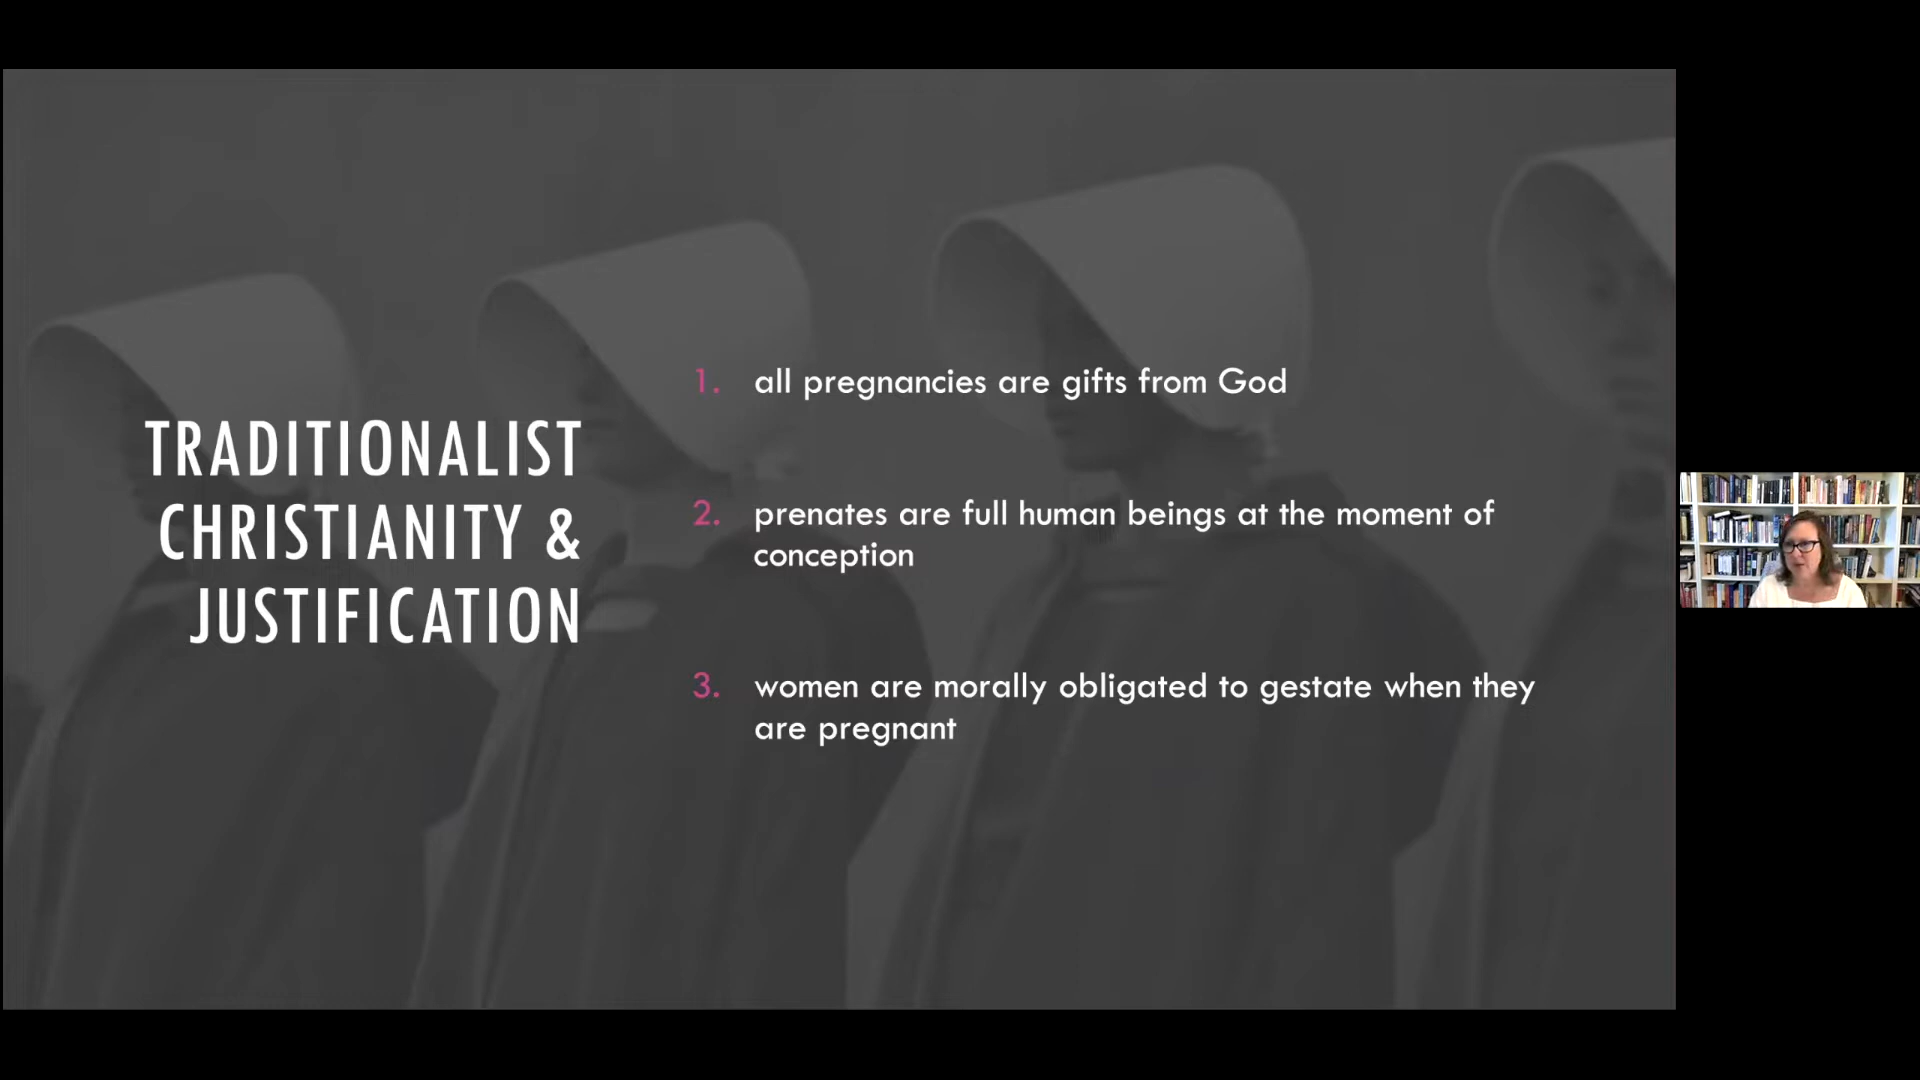 TRADITIONALIST
CHRISTIANITY &
JUSTIFICATION
1. all pregnancies are gifts from God
2. prenates are full human beings at the moment of
conception
3. women are morally obligated to gestate when they
are pregnant